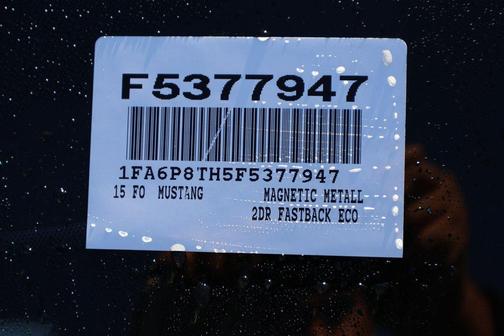 F5377947
1FA6P8TH5F5377947
15 FO MUSTANG MAGNETIC METALL
2DR FASTBACK ECO